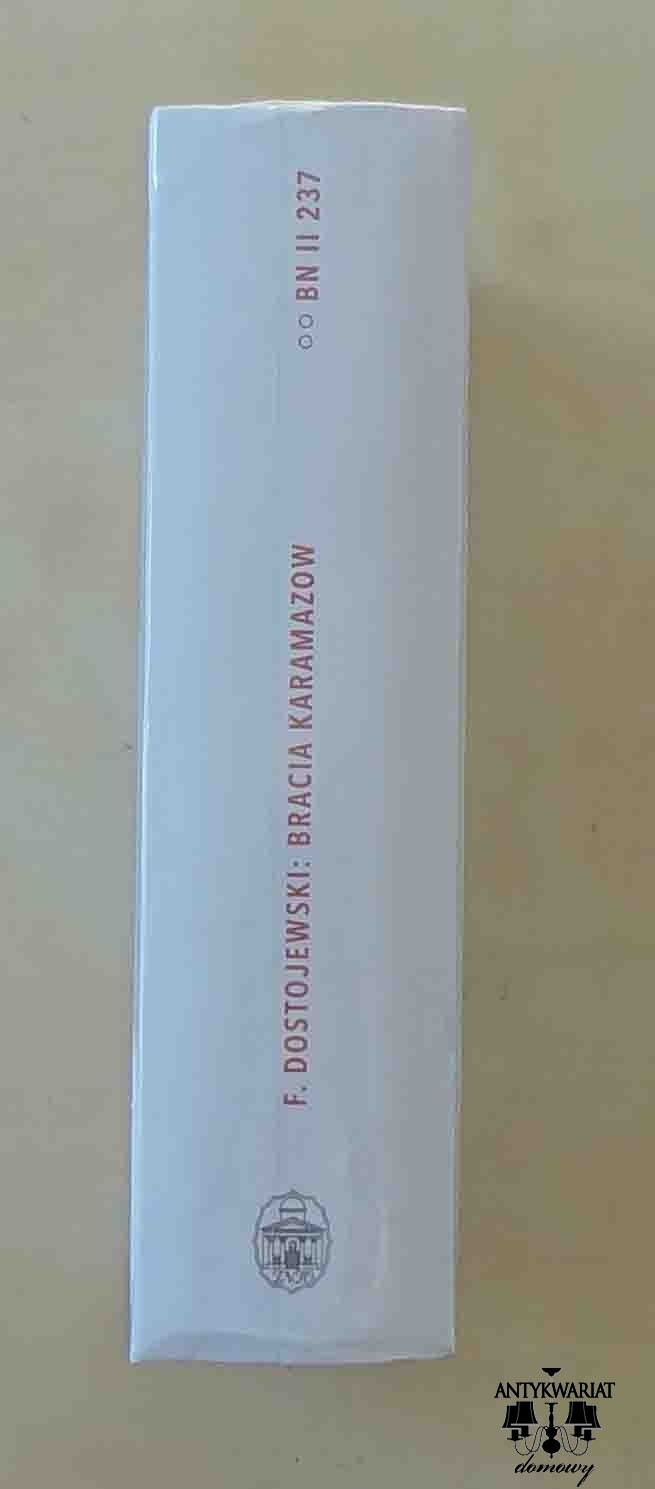 F. DOSTOJEWSKI: BRACIA KARAMAZOW
○○ BN II 237
ANTYKWARIAT
domowy